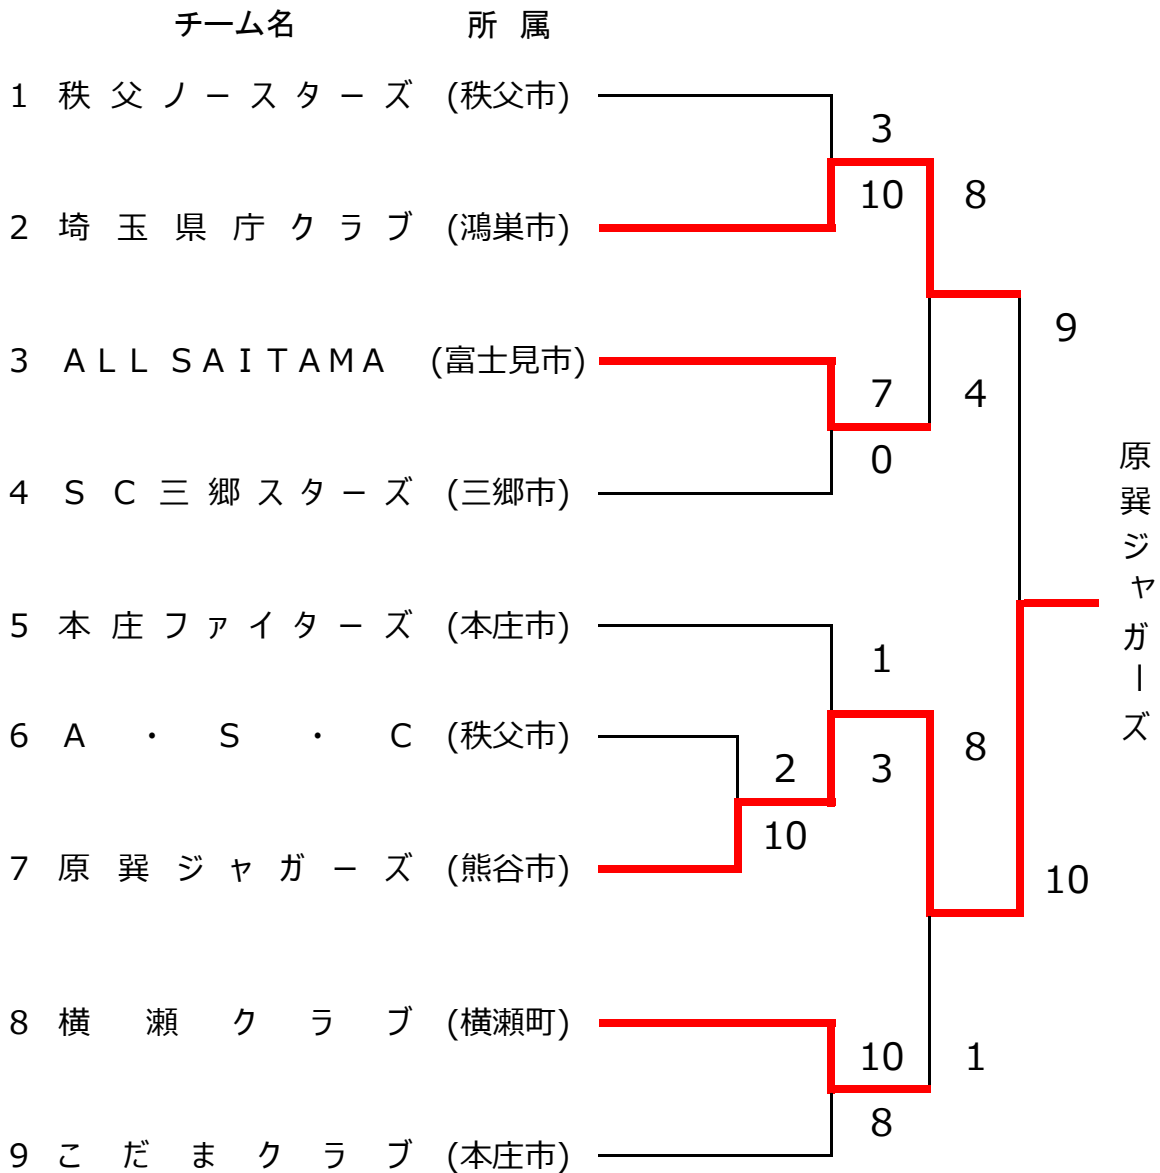 チーム名 所属
1 秩父ノースターズ (秩父市)
3
10 8
2 埼玉県庁クラブ (鴻巣市)
9
3 ALL SAITAMA (富士見市)
7 4
0
4 SC三郷スターズ (三郷市)
原巽ジャガーズ
5 本庄ファイターズ (本庄市)
1
6 A・S・C (秩父市)
2 3 8
10
7 原巽ジャガーズ (熊谷市)
10
8 横瀬クラブ (横瀬町)
10 1
8
9 こだまクラブ (本庄市)